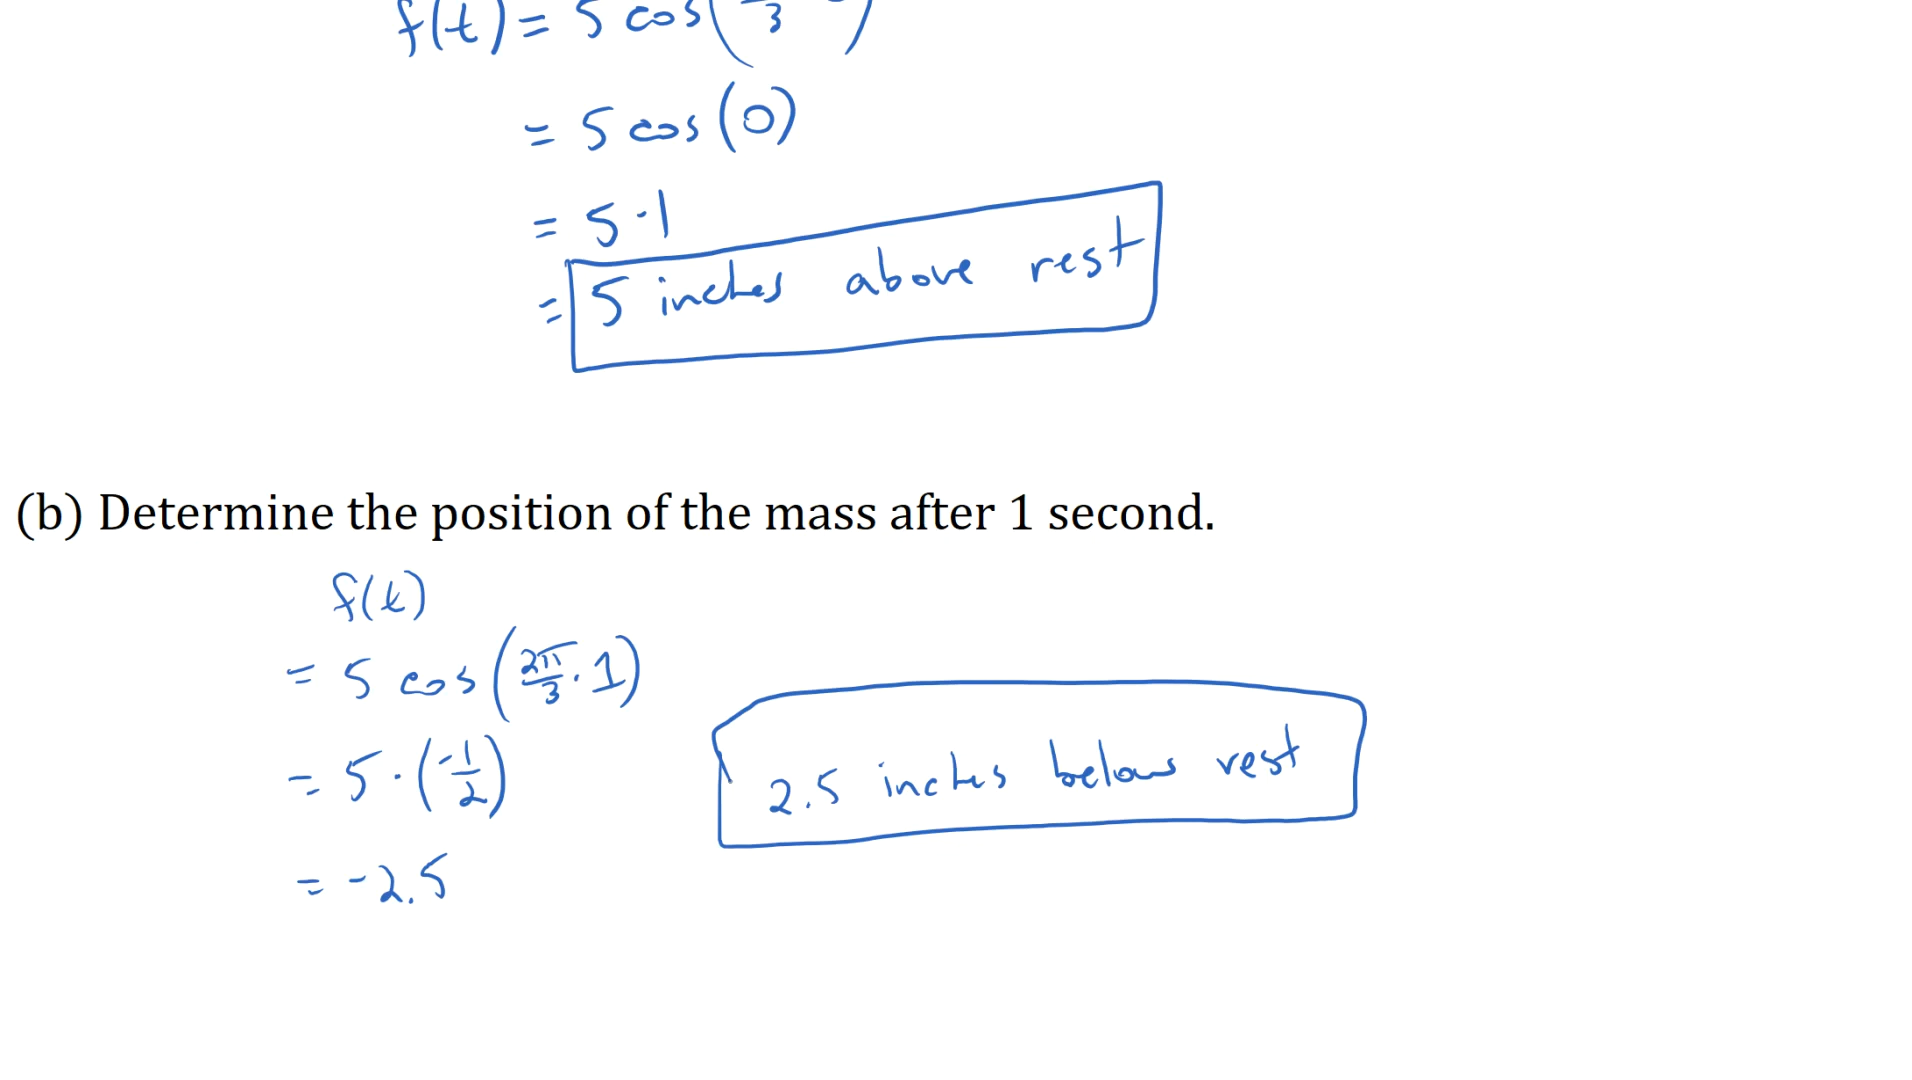 f(t) = 5 cos( 3 )
= 5 cos(0)
= 5·1
= 5 inches above rest
(b) Determine the position of the mass after 1 second.
f(t)
= 5 cos(2π/3 · 1)
= 5·(-1/2)
= -2.5
2.5 inches below rest